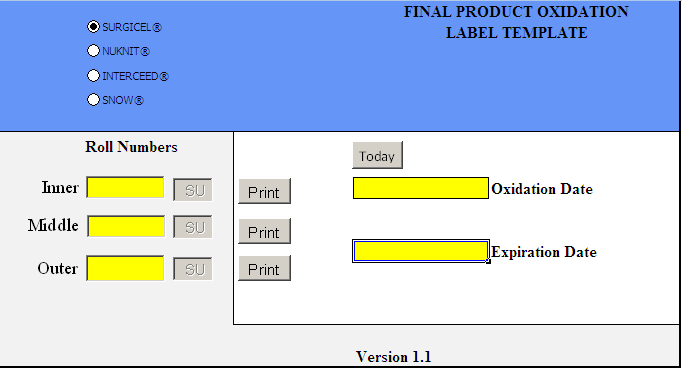 FINAL PRODUCT OXIDATION
LABEL TEMPLATE
SURGICEL®
NUKNIT®
INTERCEED®
SNOW®
Roll Numbers
Today
Inner SU Print Oxidation Date
Middle SU Print
Expiration Date
Outer SU Print
Version 1.1